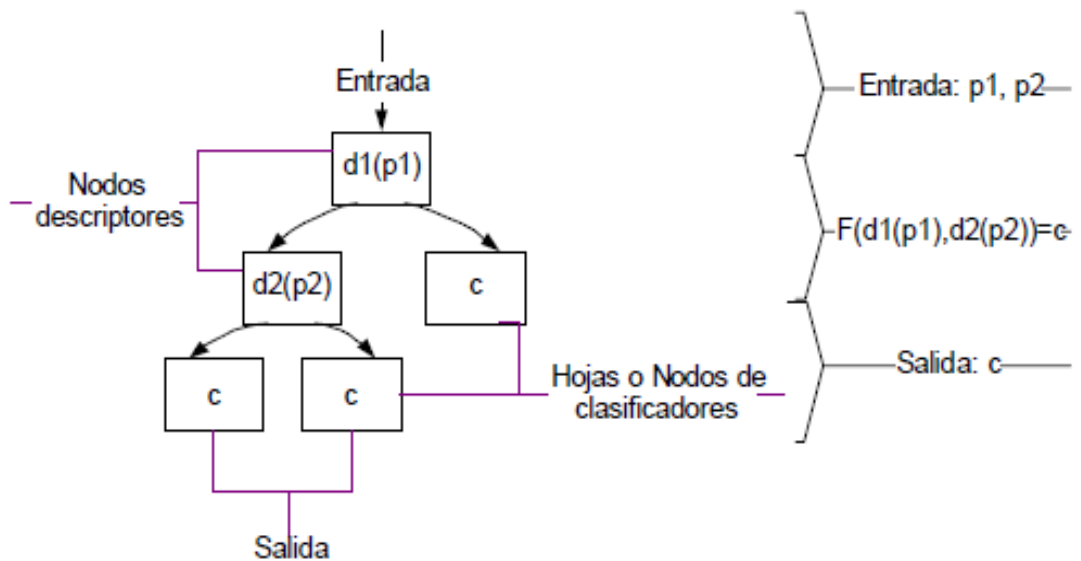 Entrada
d1(p1)
Nodos
descriptores
d2(p2)
c
c
c
Hojas o Nodos de
clasificadores
Salida
Entrada: p1, p2
F(d1(p1),d2(p2))=c
Salida: c